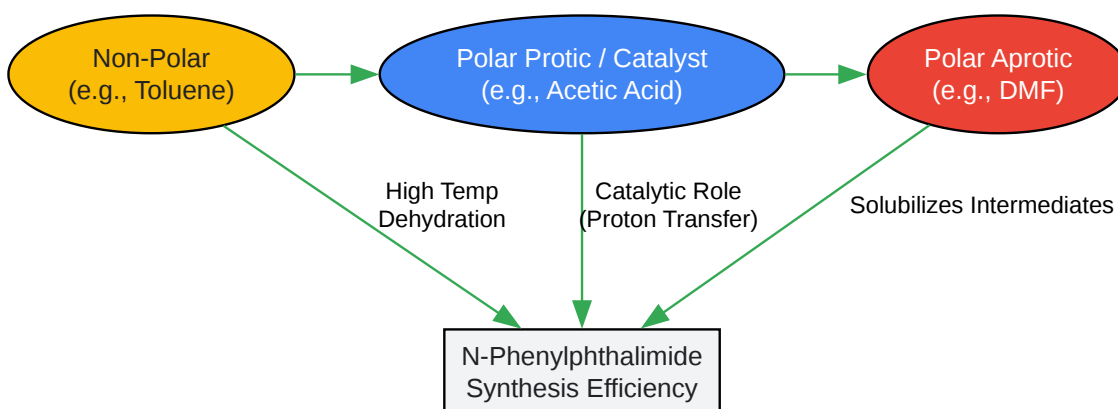 Non-Polar
(e.g., Toluene)
Polar Protic / Catalyst
(e.g., Acetic Acid)
Polar Aprotic
(e.g., DMF)
High Temp
Dehydration
Catalytic Role
(Proton Transfer)
Solubilizes Intermediates
N-Phenylphthalimide
Synthesis Efficiency